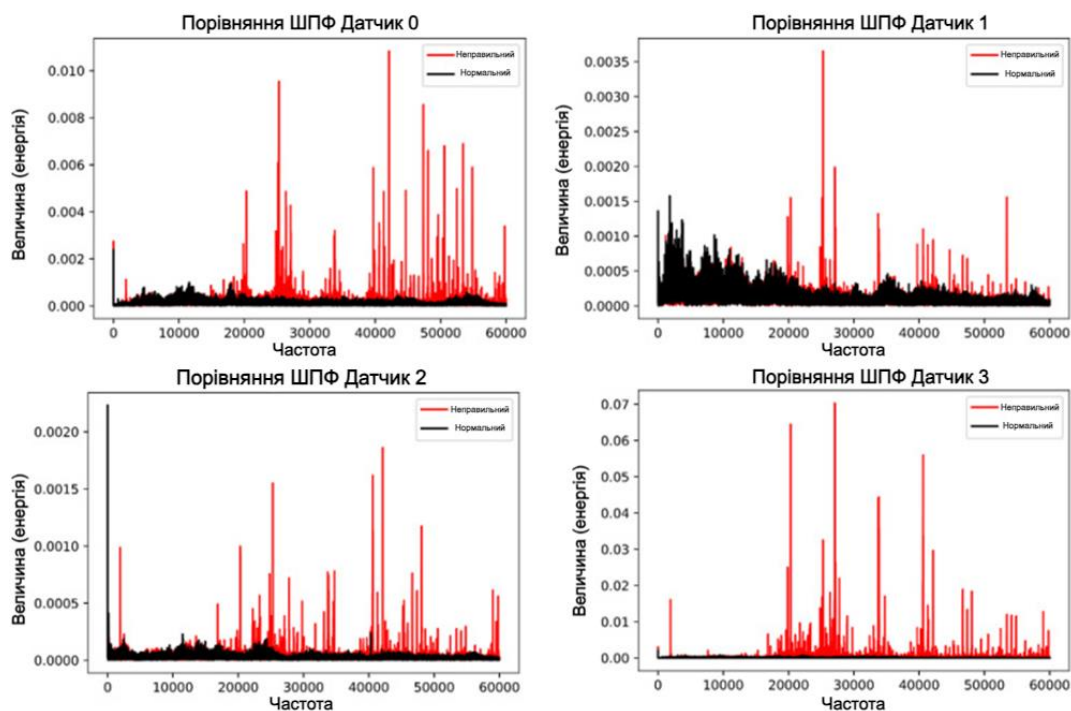 Порівняння ШПФ Датчик 0
Неправильний
Нормальний
0.010
0.008
0.006
0.004
0.002
0.000
Величина (енергія)
0 10000 20000 30000 40000 50000 60000
Частота
Порівняння ШПФ Датчик 1
Неправильний
Нормальний
0.0035
0.0030
0.0025
0.0020
0.0015
0.0010
0.0005
0.0000
Величина (енергія)
0 10000 20000 30000 40000 50000 60000
Частота
Порівняння ШПФ Датчик 2
Неправильний
Нормальний
0.0020
0.0015
0.0010
0.0005
0.0000
Величина (енергія)
0 10000 20000 30000 40000 50000 60000
Частота
Порівняння ШПФ Датчик 3
Неправильний
Нормальний
0.07
0.06
0.05
0.04
0.03
0.02
0.01
0.00
Величина (енергія)
0 10000 20000 30000 40000 50000 60000
Частота